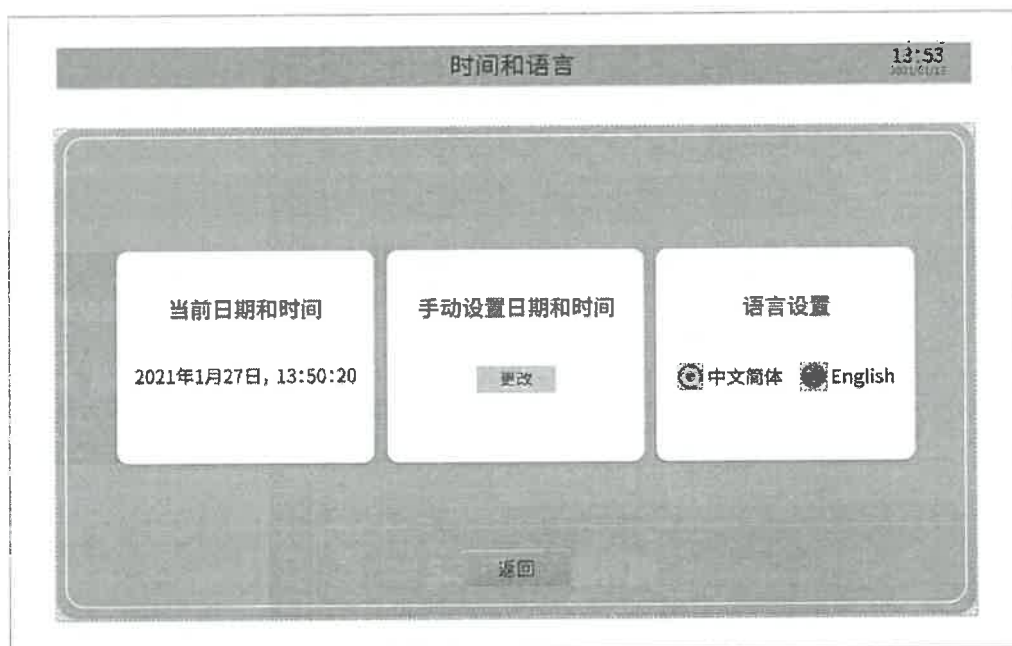 时间和语言
13:53
当前日期和时间
2021年1月27日, 13:50:20
手动设置日期和时间
更改
语言设置
中文简体 English
返回